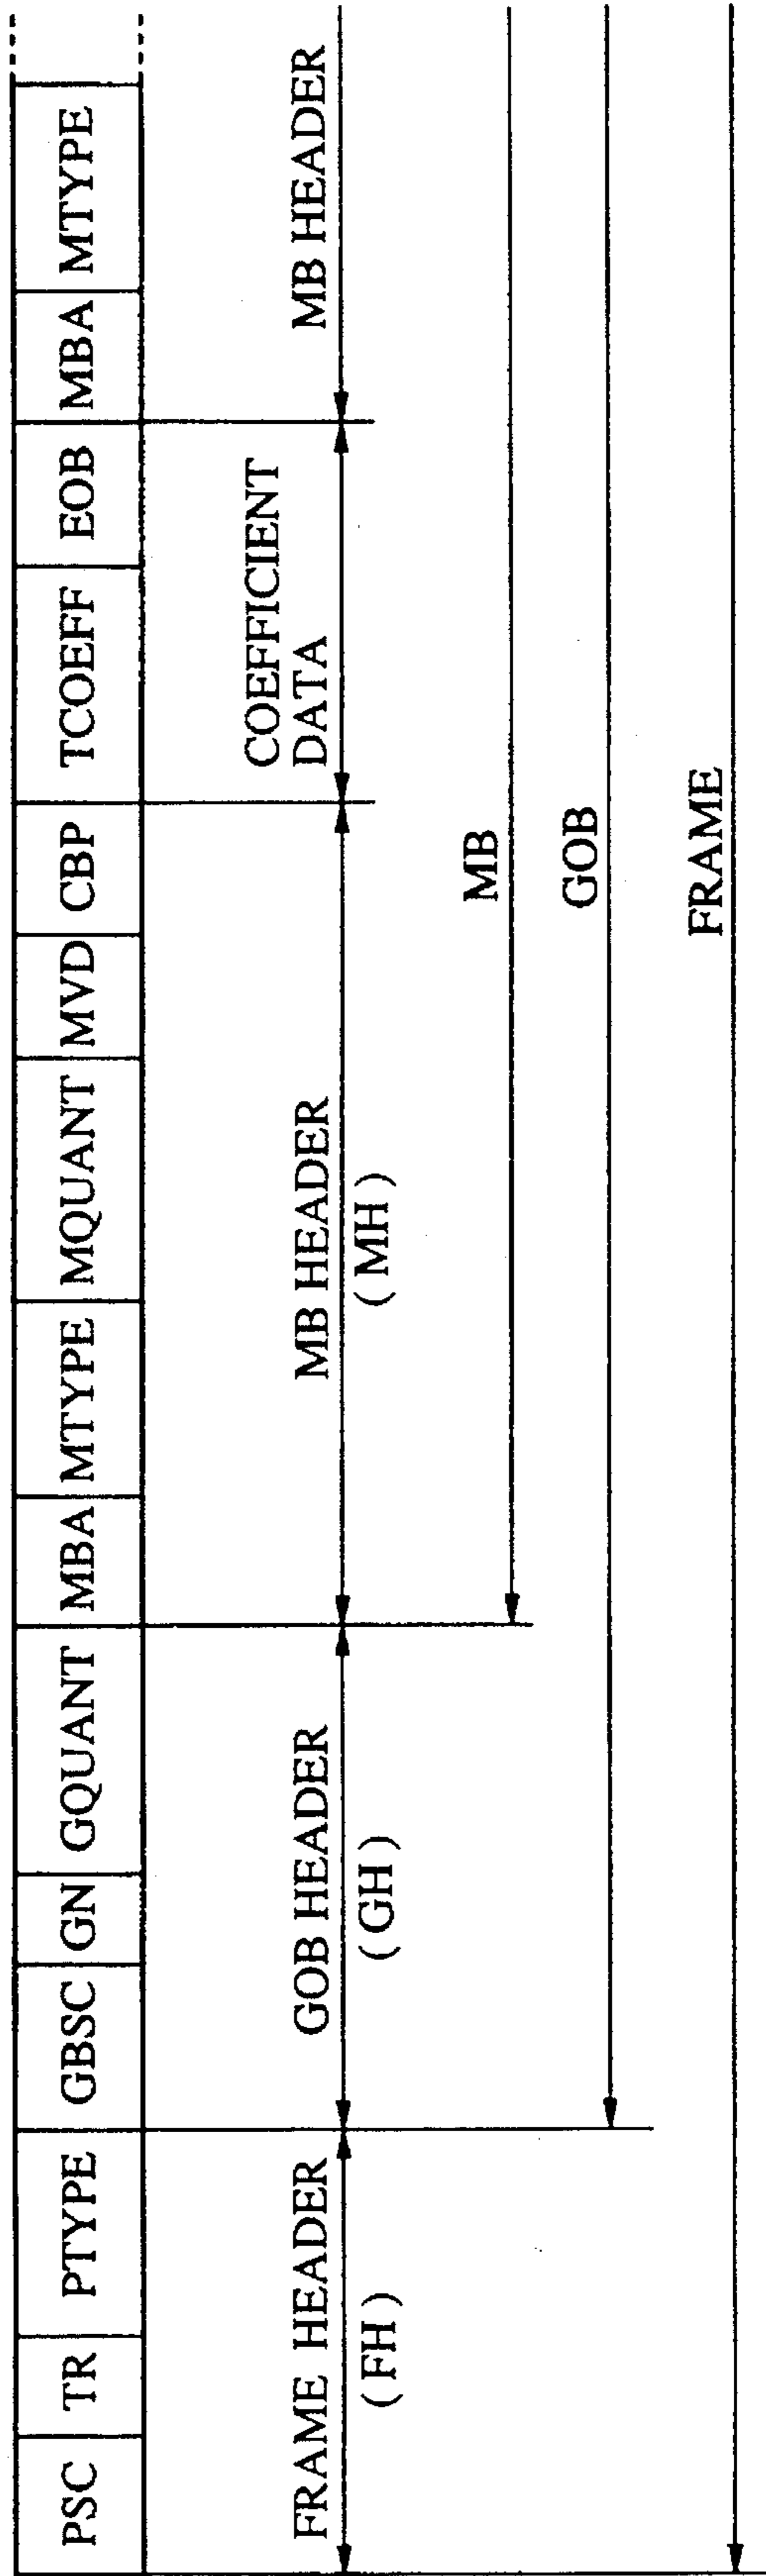 PSC TR PTYPE GBSC GN GQUANT MBA MTYPE MQUANT MVD CBP TCOEFF EOB MBA MTYPE
FRAME HEADER
( FH )
GOB HEADER
( GH )
MB HEADER
( MH )
COEFFICIENT
DATA
MB HEADER
MB
GOB
FRAME